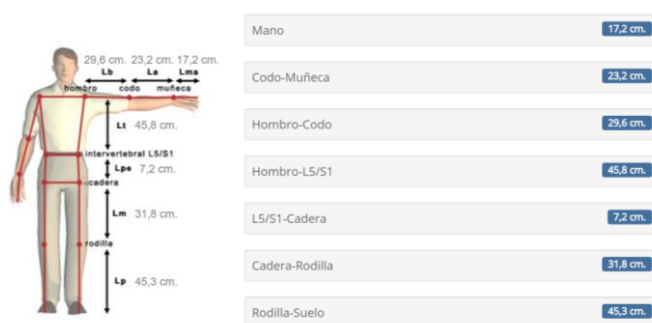 29,6 cm. 23,2 cm. 17,2 cm.
Lb La Lma
hombro codo muñeca
Lt 45,8 cm.
intervertebral L5/S1
Lpe 7,2 cm.
cadera
Lm 31,8 cm.
rodilla
Lp 45,3 cm.
Mano 17,2 cm.
Codo-Muñeca 23,2 cm.
Hombro-Codo 29,6 cm.
Hombro-L5/S1 45,8 cm.
L5/S1-Cadera 7,2 cm.
Cadera-Rodilla 31,8 cm.
Rodilla-Suelo 45,3 cm.